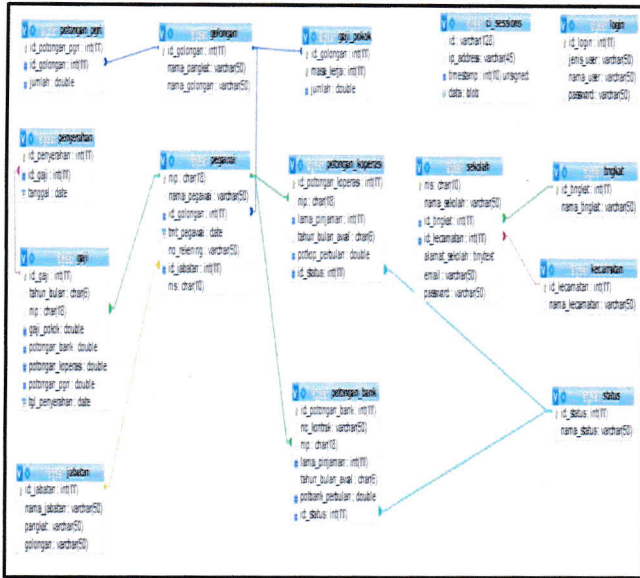 potongan_pgri
id_potongan_pgri : int(11)
id_golongan : int(11)
jumlah : double
golongan
id_golongan : int(11)
nama_pangkat : varchar(50)
nama_golongan : varchar(50)
gaji_pokok
id_golongan : int(11)
masa_kerja : int(11)
jumlah : double
ci_sessions
id : varchar(128)
ip_address : varchar(45)
timestamp : int(10) unsigned
data : blob
login
id_login : int(11)
jenis_user : varchar(50)
nama_user : varchar(50)
password : varchar(50)
penyerahan
id_penyerahan : int(11)
id_gaji : int(11)
tanggal : date
pegawai
nip : char(18)
nama_pegawai : varchar(50)
id_golongan : int(11)
tmt_pegawai : date
no_rekening : varchar(50)
id_jabatan : int(11)
nis : char(10)
potongan_koperasi
id_potongan_koperasi : int(11)
nip : char(18)
lama_pinjaman : int(11)
tahun_bulan_awal : char(6)
potkop_perbulan : double
id_status : int(11)
sekolah
nis : char(10)
nama_sekolah : varchar(50)
id_tingkat : int(11)
id_kecamatan : int(11)
alamat_sekolah : tinytext
email : varchar(50)
password : varchar(50)
tingkat
id_tingkat : int(11)
nama_tingkat : varchar(50)
gaji
id_gaji : int(11)
tahun_bulan : char(6)
nip : char(18)
gaji_pokok : double
potongan_bank : double
potongan_koperasi : double
potongan_pgri : double
tgl_penyerahan : date
kecamatan
id_kecamatan : int(11)
nama_kecamatan : varchar(50)
potongan_bank
id_potongan_bank : int(11)
no_kontrak : varchar(50)
nip : char(18)
lama_pinjaman : int(11)
tahun_bulan_awal : char(6)
potbank_perbulan : double
id_status : int(11)
status
id_status : int(11)
nama_status : varchar(50)
jabatan
id_jabatan : int(11)
nama_jabatan : varchar(50)
pangkat : varchar(50)
golongan : varchar(50)